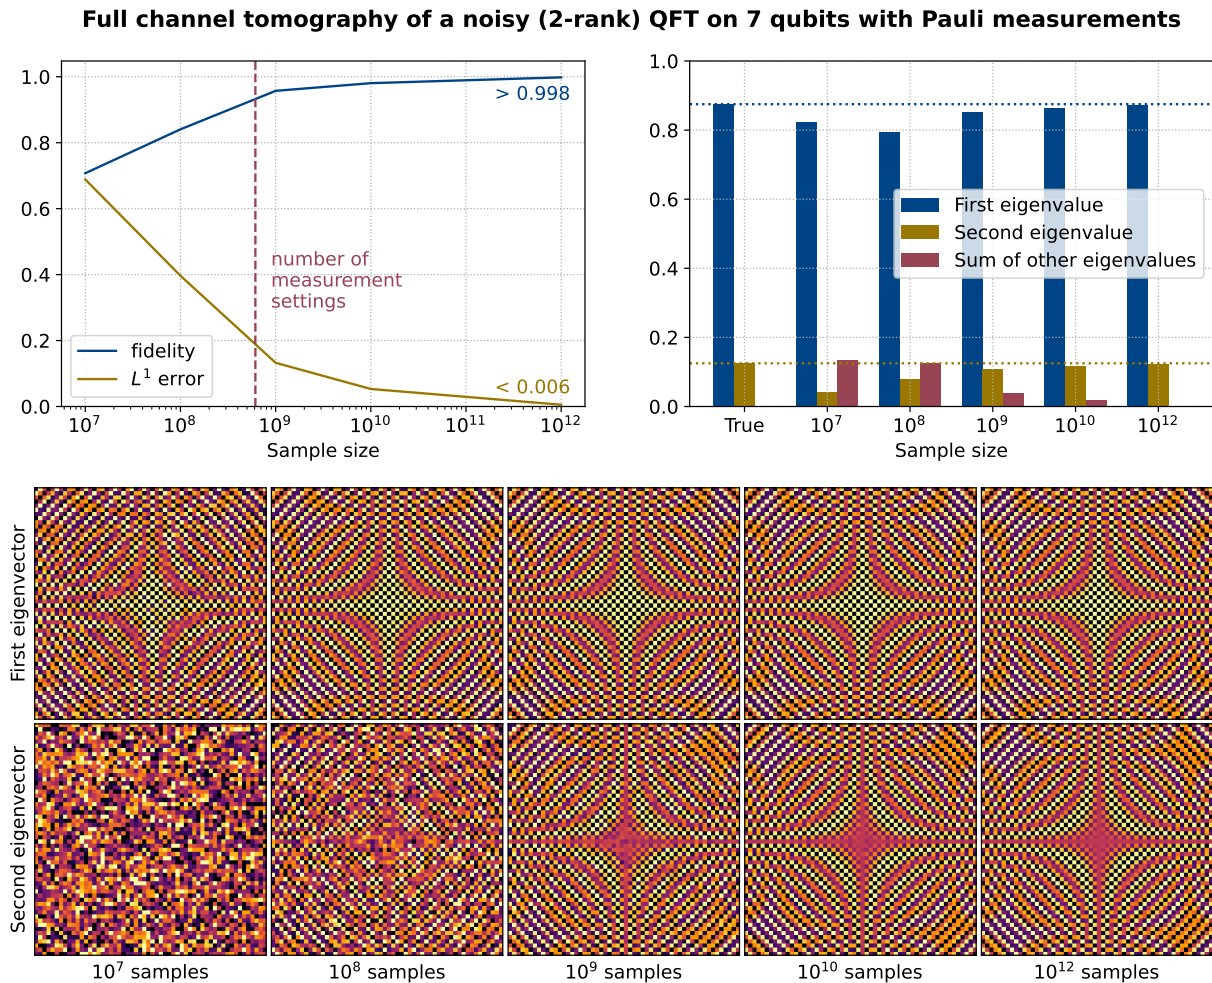 Full channel tomography of a noisy (2-rank) QFT on 7 qubits with Pauli measurements
1.0
0.8
0.6
0.4
0.2
0.0
> 0.998
number of
measurement
settings
< 0.006
fidelity
L¹ error
10⁷ 10⁸ 10⁹ 10¹⁰ 10¹¹ 10¹²
Sample size
1.0
0.8
0.6
0.4
0.2
0.0
First eigenvalue
Second eigenvalue
Sum of other eigenvalues
True 10⁷ 10⁸ 10⁹ 10¹⁰ 10¹²
Sample size
First eigenvector
Second eigenvector
10⁷ samples 10⁸ samples 10⁹ samples 10¹⁰ samples 10¹² samples